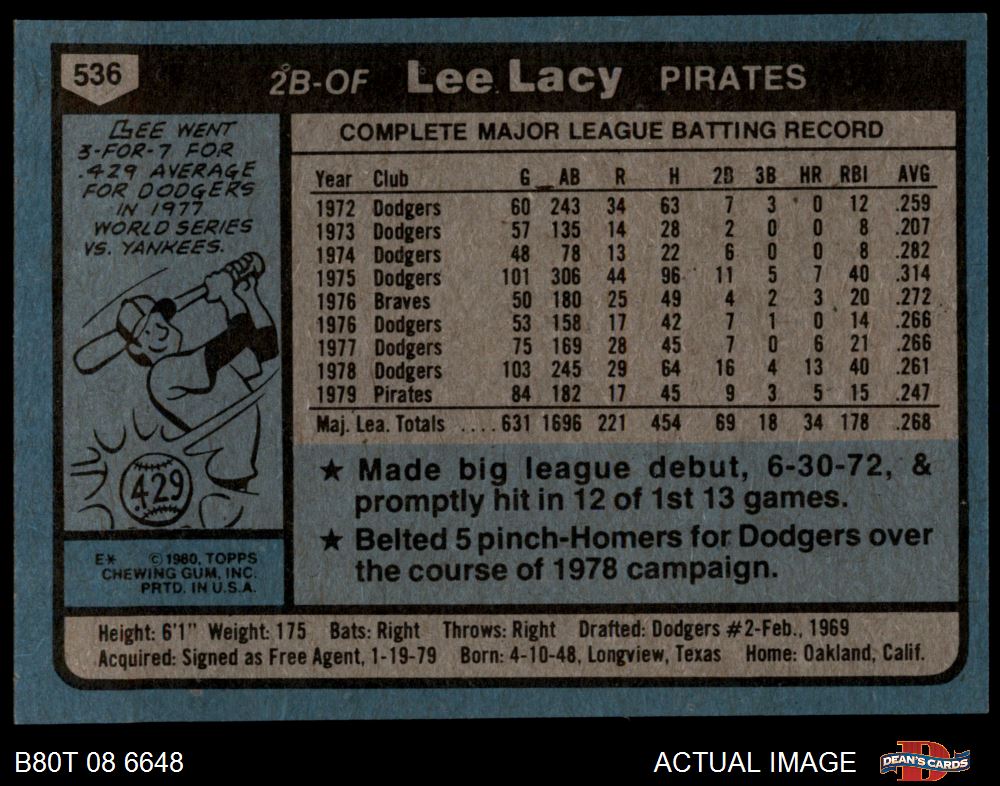 536
2B-OF Lee Lacy PIRATES
LEE WENT
3-FOR-7 FOR
.429 AVERAGE
FOR DODGERS
IN 1977
WORLD SERIES
VS. YANKEES.
.429
E* © 1980, TOPPS
CHEWING GUM, INC.
PRTD. IN U.S.A.
COMPLETE MAJOR LEAGUE BATTING RECORD
Year Club G AB R H 2B 3B HR RBI AVG
1972 Dodgers 60 243 34 63 7 3 0 12 .259
1973 Dodgers 57 135 14 28 2 0 0 8 .207
1974 Dodgers 48 78 13 22 6 0 0 8 .282
1975 Dodgers 101 306 44 96 11 5 7 40 .314
1976 Braves 50 180 25 49 4 2 3 20 .272
1976 Dodgers 53 158 17 42 7 1 0 14 .266
1977 Dodgers 75 169 28 45 7 0 6 21 .266
1978 Dodgers 103 245 29 64 16 4 13 40 .261
1979 Pirates 84 182 17 45 9 3 5 15 .247
Maj. Lea. Totals ....631 1696 221 454 69 18 34 178 .268
★ Made big league debut, 6-30-72, &
promptly hit in 12 of 1st 13 games.
★ Belted 5 pinch-Homers for Dodgers over
the course of 1978 campaign.
Height: 6'1" Weight: 175 Bats: Right Throws: Right Drafted: Dodgers #2-Feb., 1969
Acquired: Signed as Free Agent, 1-19-79 Born: 4-10-48, Longview, Texas Home: Oakland, Calif.
B80T 08 6648
ACTUAL IMAGE
D
DEAN'S CARDS